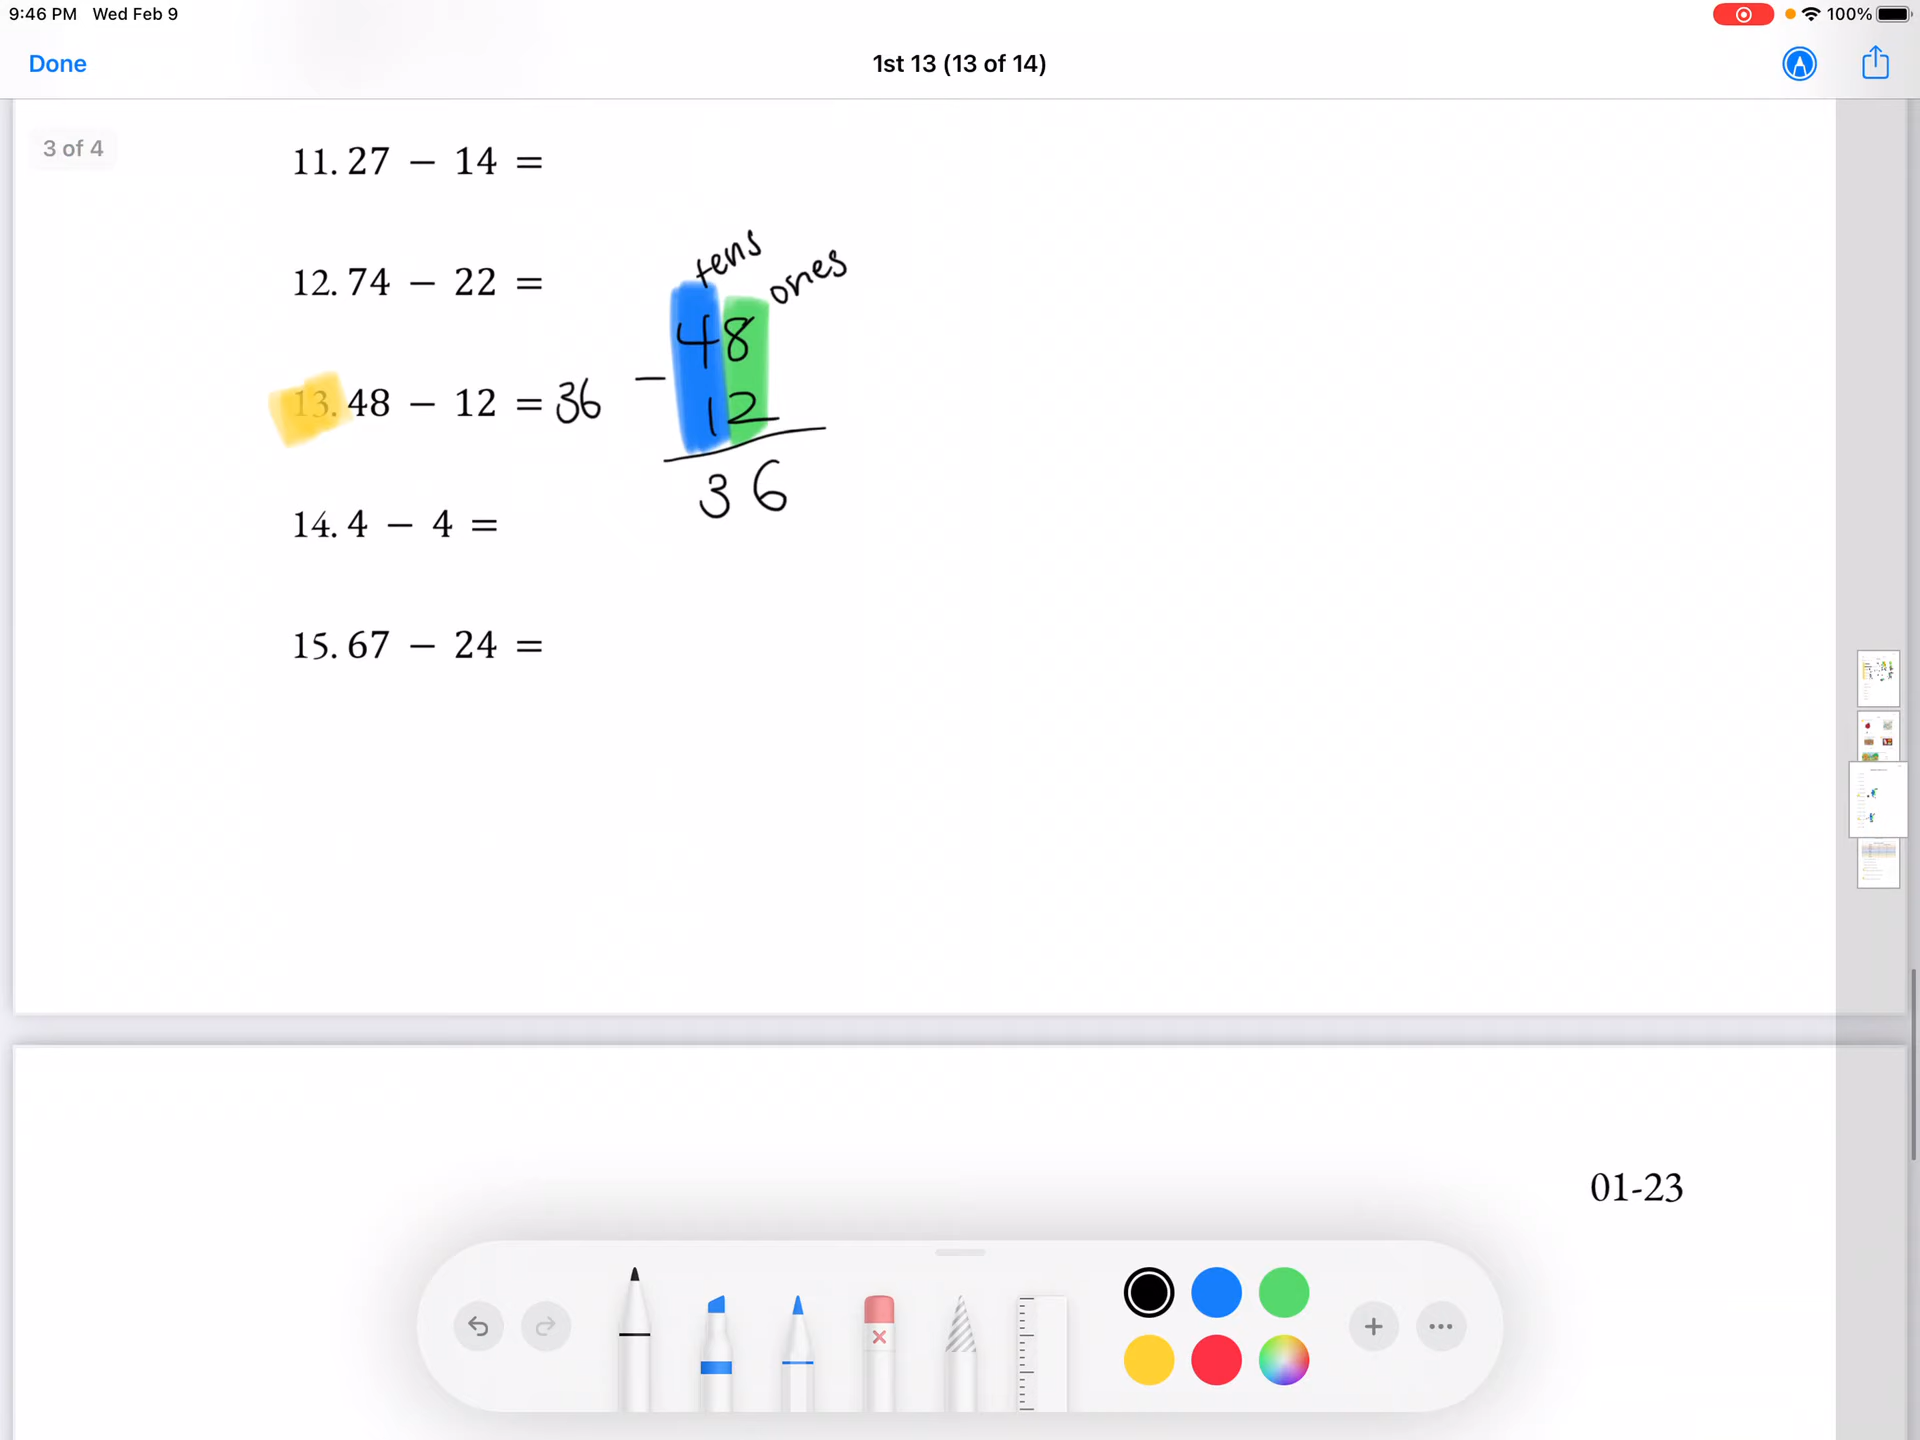 9:46 PM Wed Feb 9
100%
Done
1st 13 (13 of 14)
3 of 4
11. 27 − 14 =
12. 74 − 22 =
13. 48 − 12 = 36
14. 4 − 4 =
15. 67 − 24 =
tens
ones
48
− 12
36
01-23